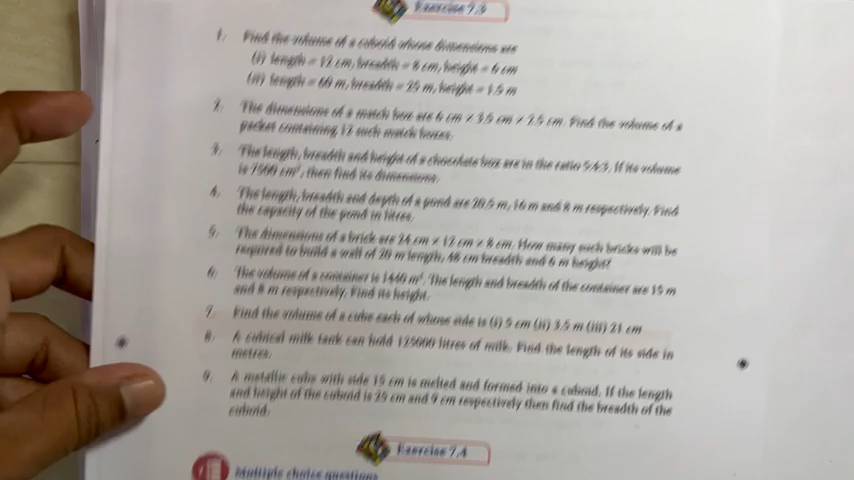 Exercise 7.3
1. Find the volume of a cuboid whose dimensions are
(i) length = 12 cm, breadth = 8 cm, height = 6 cm
(ii) length = 60 m, breadth = 25 m, height = 1.5 m
2. The dimensions of a match box are 6 cm × 3.5 cm × 2.5 cm. Find the volume of a
packet containing 12 such match boxes.
3. The length, breadth and height of a chocolate box are in the ratio 5:4:3. If its volume
is 7500 cm³, then find its dimensions.
4. The length, breadth and depth of a pond are 20.5 m, 16 m and 8 m respectively. Find
the capacity of the pond in litres.
5. The dimensions of a brick are 24 cm × 12 cm × 8 cm. How many such bricks will be
required to build a wall of 20 m length, 48 cm breadth and 6 m height?
6. The volume of a container is 1440 m³. The length and breadth of the container are 15 m
and 8 m respectively. Find its height.
7. Find the volume of a cube each of whose side is (i) 5 cm (ii) 3.5 m (iii) 21 cm
8. A cubical milk tank can hold 125000 litres of milk. Find the length of its side in
metres.
9. A metallic cube with side 15 cm is melted and formed into a cuboid. If the length
and height of the cuboid is 25 cm and 9 cm respectively then find the breadth of the
cuboid.
Exercise 7.4
Multiple choice questions